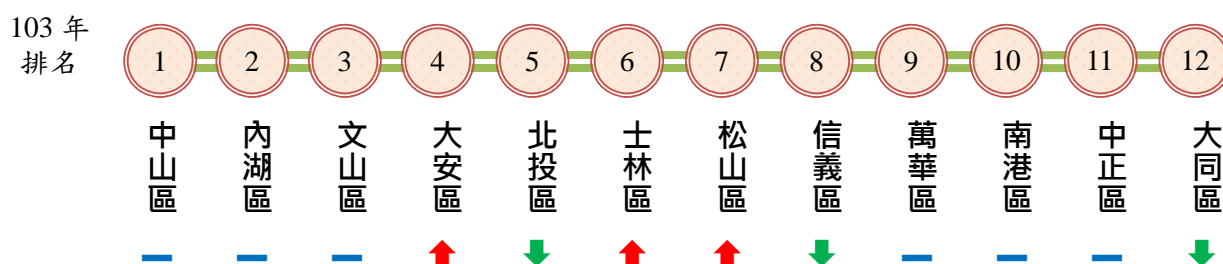 103 年
排名
1 2 3 4 5 6 7 8 9 10 11 12
中山區
內湖區
文山區
大安區
北投區
士林區
松山區
信義區
萬華區
南港區
中正區
大同區